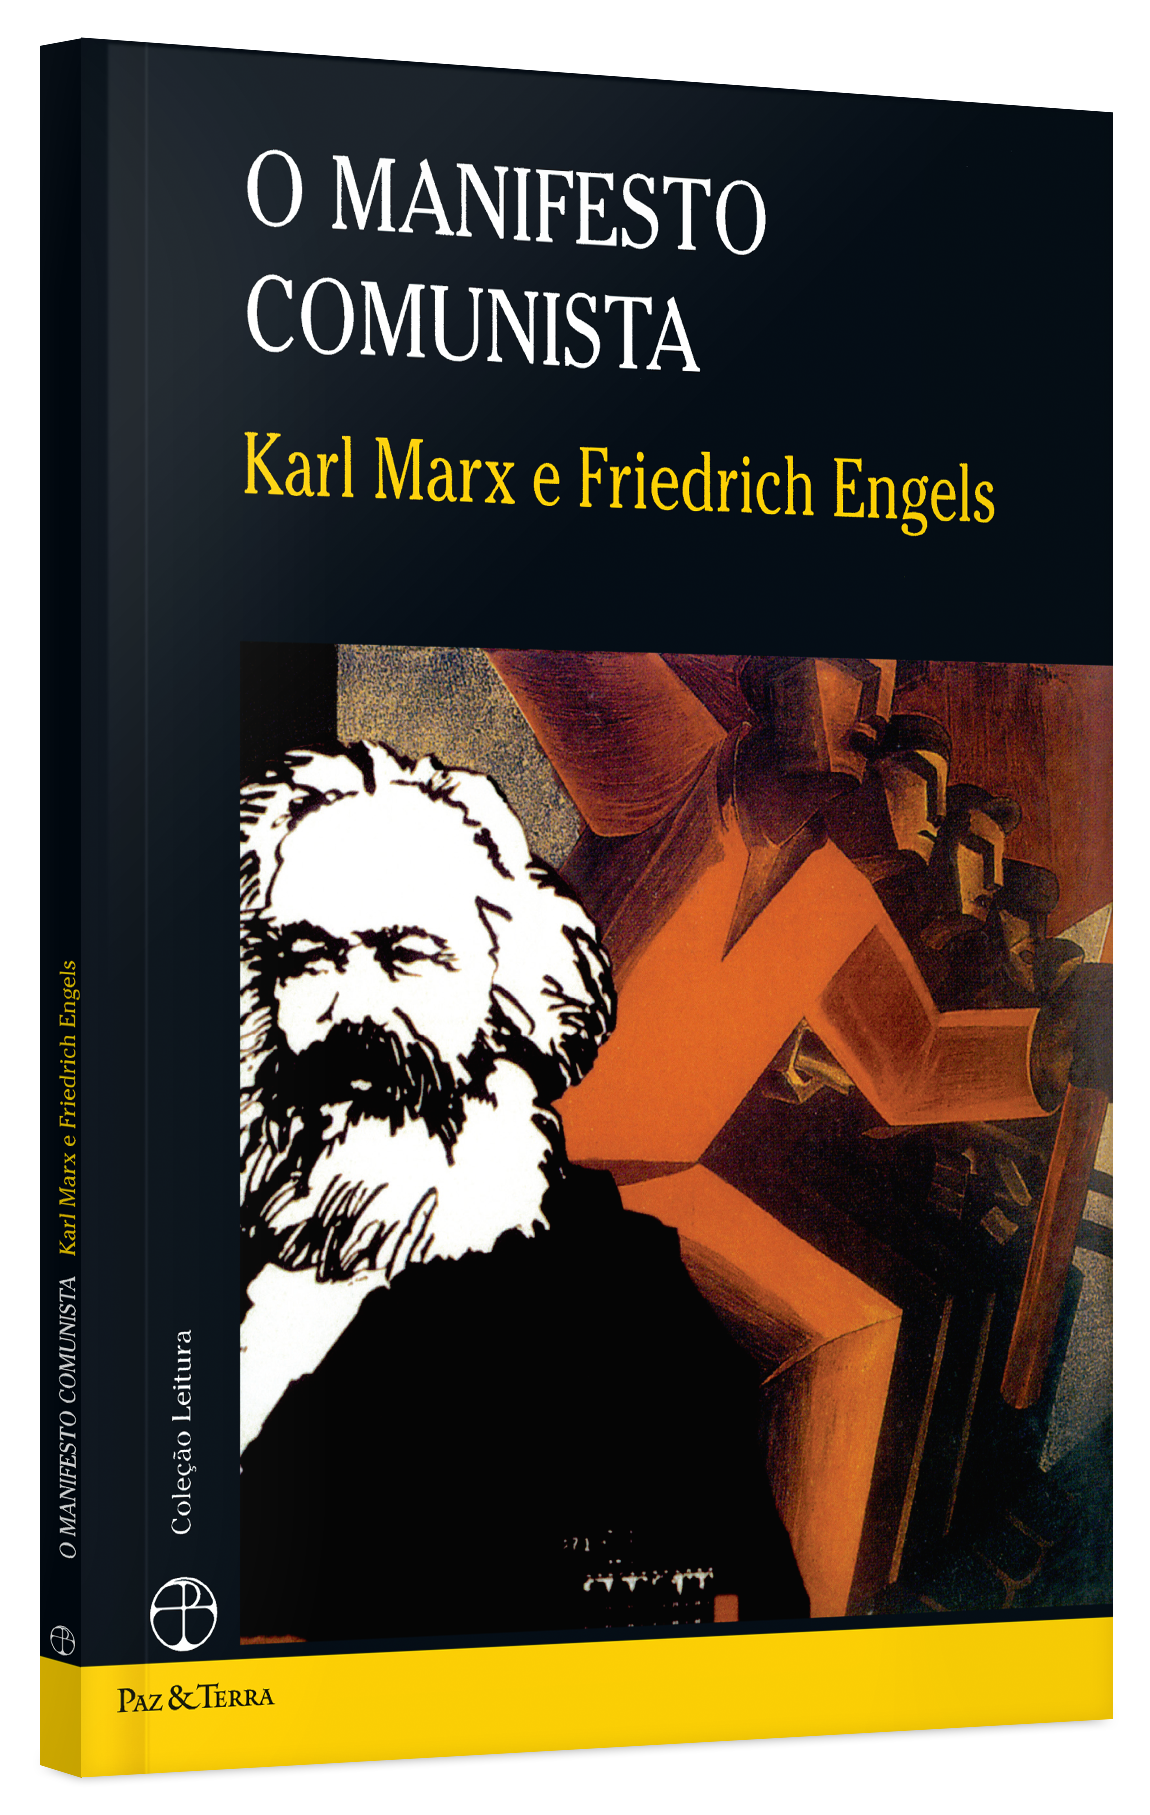 O MANIFESTO
COMUNISTA
Karl Marx e Friedrich Engels
Coleção Leitura
PAZ & TERRA
O MANIFESTO COMUNISTA Karl Marx e Friedrich Engels